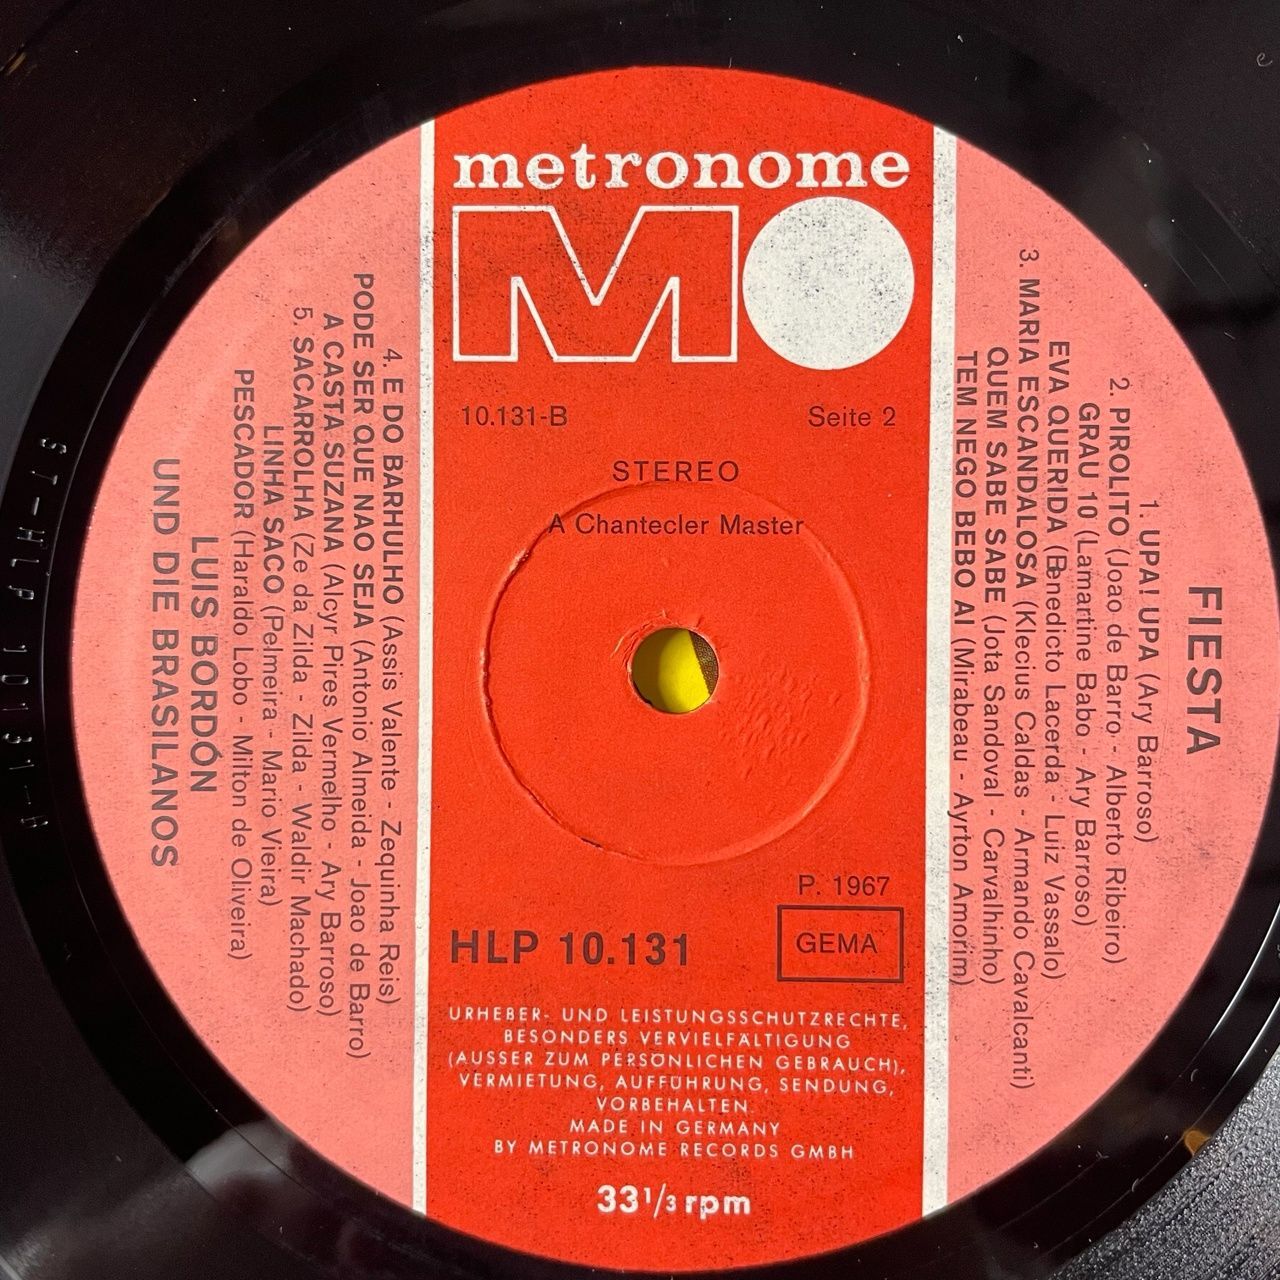 metronome
MO
10.131-B
Seite 2
STEREO
A Chantecler Master
P. 1967
GEMA
HLP 10.131
URHEBER- UND LEISTUNGSSCHUTZRECHTE,
BESONDERS VERVIELFÄLTIGUNG
(AUSSER ZUM PERSÖNLICHEN GEBRAUCH),
VERMIETUNG, AUFFÜHRUNG, SENDUNG,
VORBEHALTEN.
MADE IN GERMANY
BY METRONOME RECORDS GMBH
33 1/3 rpm
FIESTA
1. UPA! UPA (Ary Barroso)
2. PIROLITO (Joao de Barro - Alberto Ribeiro)
GRAU 10 (Lamartine Babo - Ary Barroso)
EVA QUERIDA (Benedicto Lacerda - Luiz Vassalo)
3. MARIA ESCANDALOSA (Klecius Caldas - Armando Cavalcanti)
QUEM SABE SABE (Jota Sandoval - Carvalhinho)
TEM NEGO BEBO AI (Mirabeau - Ayrton Amorim)
4. E DO BARHULHO (Assis Valente - Zequinha Reis)
PODE SER QUE NAO SEJA (Antonio Almeida - Joao de Barro)
A CASTA SUZANA (Alcyr Pires Vermelho - Ary Barroso)
5. SACARROLHA (Ze da Zilda - Zilda - Waldir Machado)
LINHA SACO (Pelmeira - Mario Vieira)
PESCADOR (Haraldo Lobo - Milton de Oliveira)
LUIS BORDÓN
UND DIE BRASILANOS
ST-HLP 10131-B